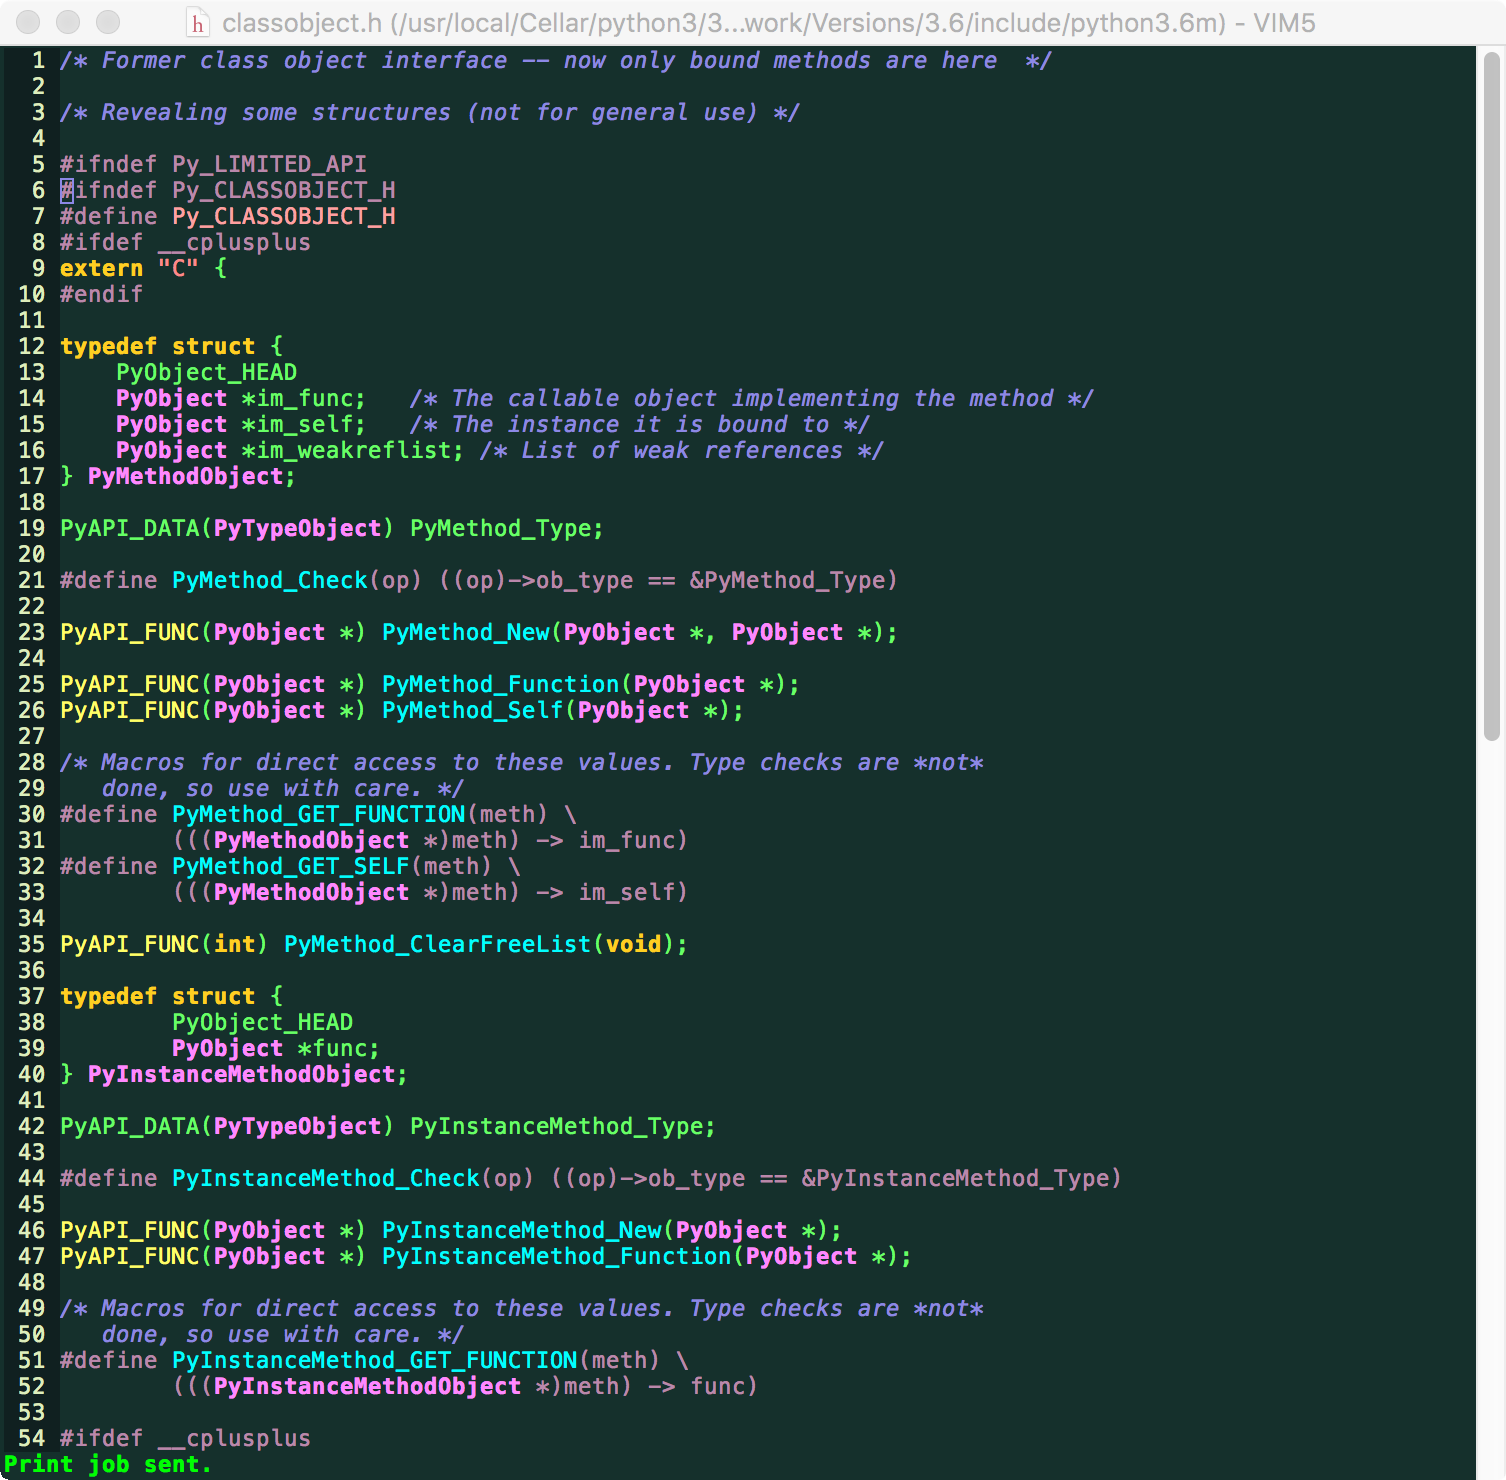 classobject.h (/usr/local/Cellar/python3/3...work/Versions/3.6/include/python3.6m) - VIM5
1 /* Former class object interface -- now only bound methods are here  */
2
3 /* Revealing some structures (not for general use) */
4
5 #ifndef Py_LIMITED_API
6 #ifndef Py_CLASSOBJECT_H
7 #define Py_CLASSOBJECT_H
8 #ifdef __cplusplus
9 extern "C" {
10 #endif
11
12 typedef struct {
13     PyObject_HEAD
14     PyObject *im_func;   /* The callable object implementing the method */
15     PyObject *im_self;   /* The instance it is bound to */
16     PyObject *im_weakreflist; /* List of weak references */
17 } PyMethodObject;
18
19 PyAPI_DATA(PyTypeObject) PyMethod_Type;
20
21 #define PyMethod_Check(op) ((op)->ob_type == &PyMethod_Type)
22
23 PyAPI_FUNC(PyObject *) PyMethod_New(PyObject *, PyObject *);
24
25 PyAPI_FUNC(PyObject *) PyMethod_Function(PyObject *);
26 PyAPI_FUNC(PyObject *) PyMethod_Self(PyObject *);
27
28 /* Macros for direct access to these values. Type checks are *not*
29    done, so use with care. */
30 #define PyMethod_GET_FUNCTION(meth) \
31         (((PyMethodObject *)meth) -> im_func)
32 #define PyMethod_GET_SELF(meth) \
33         (((PyMethodObject *)meth) -> im_self)
34
35 PyAPI_FUNC(int) PyMethod_ClearFreeList(void);
36
37 typedef struct {
38         PyObject_HEAD
39         PyObject *func;
40 } PyInstanceMethodObject;
41
42 PyAPI_DATA(PyTypeObject) PyInstanceMethod_Type;
43
44 #define PyInstanceMethod_Check(op) ((op)->ob_type == &PyInstanceMethod_Type)
45
46 PyAPI_FUNC(PyObject *) PyInstanceMethod_New(PyObject *);
47 PyAPI_FUNC(PyObject *) PyInstanceMethod_Function(PyObject *);
48
49 /* Macros for direct access to these values. Type checks are *not*
50    done, so use with care. */
51 #define PyInstanceMethod_GET_FUNCTION(meth) \
52         (((PyInstanceMethodObject *)meth) -> func)
53
54 #ifdef __cplusplus
Print job sent.